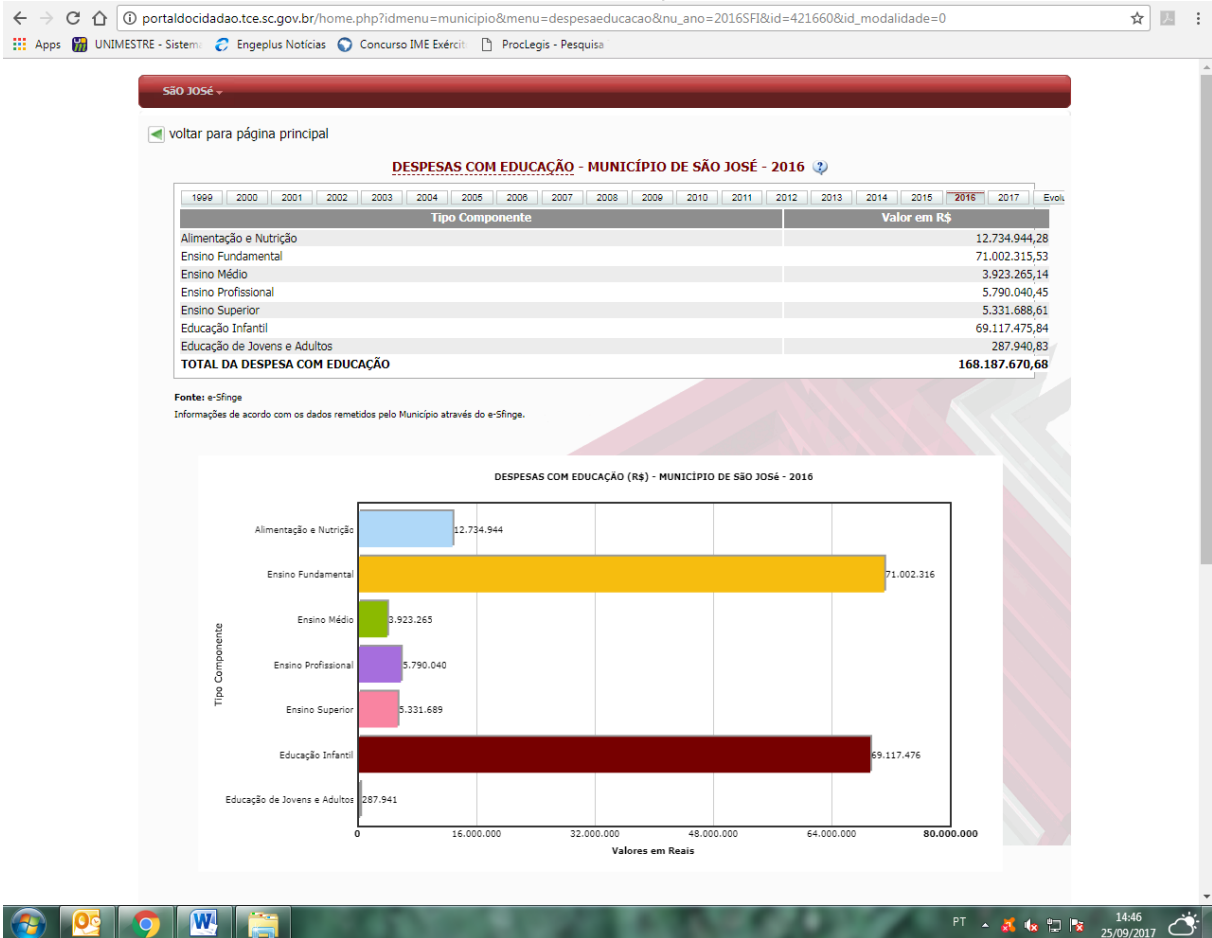 portaldocidadao.tce.sc.gov.br/home.php?idmenu=municipio&menu=despesaeducacao&nu_ano=2016SFI&id=421660&id_modalidade=0
Apps UNIMESTRE - Sistema Engeplus Notícias Concurso IME Exércit ProcLegis - Pesquisa
São José
voltar para página principal
DESPESAS COM EDUCAÇÃO - MUNICÍPIO DE SÃO JOSÉ - 2016
1999 2000 2001 2002 2003 2004 2005 2006 2007 2008 2009 2010 2011 2012 2013 2014 2015 2016 2017 Evolu
Tipo Componente Valor em R$
Alimentação e Nutrição 12.734.944,28
Ensino Fundamental 71.002.315,53
Ensino Médio 3.923.265,14
Ensino Profissional 5.790.040,45
Ensino Superior 5.331.688,61
Educação Infantil 69.117.475,84
Educação de Jovens e Adultos 287.940,83
TOTAL DA DESPESA COM EDUCAÇÃO 168.187.670,68
Fonte: e-Sfinge
Informações de acordo com os dados remetidos pelo Município através do e-Sfinge.
DESPESAS COM EDUCAÇÃO (R$) - MUNICÍPIO DE SãO JOSé - 2016
Tipo Componente
Alimentação e Nutrição 12.734.944
Ensino Fundamental 71.002.316
Ensino Médio 3.923.265
Ensino Profissional 5.790.040
Ensino Superior 5.331.689
Educação Infantil 69.117.476
Educação de Jovens e Adultos 287.941
0 16.000.000 32.000.000 48.000.000 64.000.000 80.000.000
Valores em Reais
PT 14:46
25/09/2017